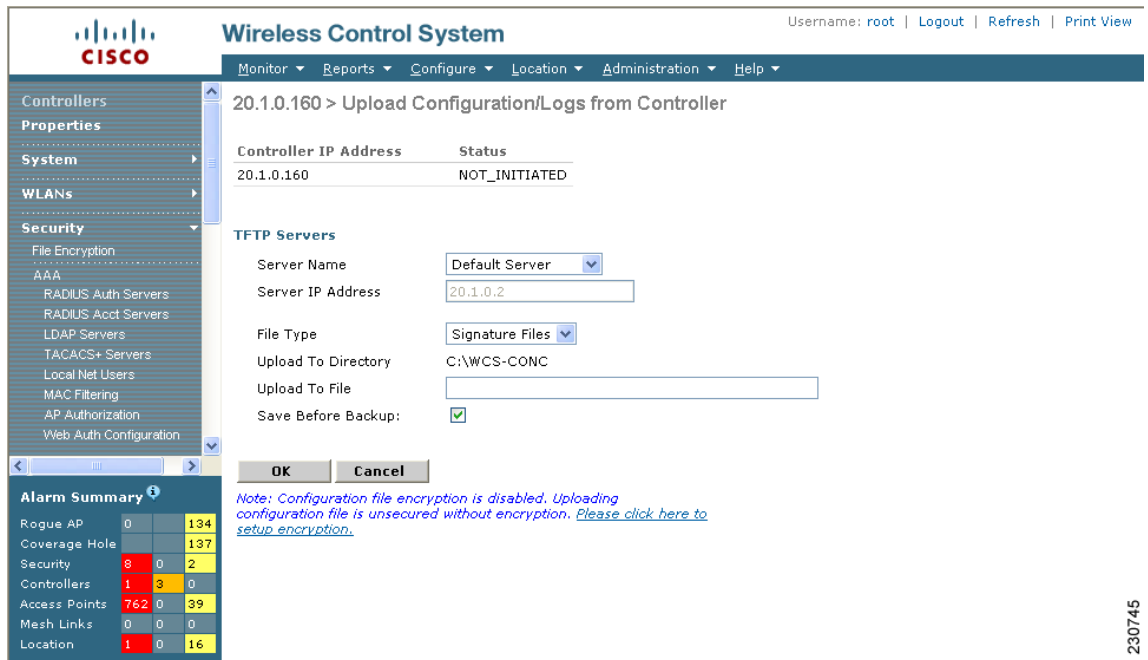 Username: root | Logout | Refresh | Print View
CISCO
Wireless Control System
Monitor Reports Configure Location Administration Help
Controllers
Properties
System
WLANs
Security
File Encryption
AAA
RADIUS Auth Servers
RADIUS Acct Servers
LDAP Servers
TACACS+ Servers
Local Net Users
MAC Filtering
AP Authorization
Web Auth Configuration
Alarm Summary
Rogue AP 0 134
Coverage Hole 137
Security 8 0 2
Controllers 1 3 0
Access Points 762 0 39
Mesh Links 0 0 0
Location 1 0 16
20.1.0.160 > Upload Configuration/Logs from Controller
Controller IP Address Status
20.1.0.160 NOT_INITIATED
TFTP Servers
Server Name Default Server
Server IP Address 20.1.0.2
File Type Signature Files
Upload To Directory C:\WCS-CONC
Upload To File
Save Before Backup:
OK Cancel
Note: Configuration file encryption is disabled. Uploading
configuration file is unsecured without encryption. Please click here to
setup encryption.
230745